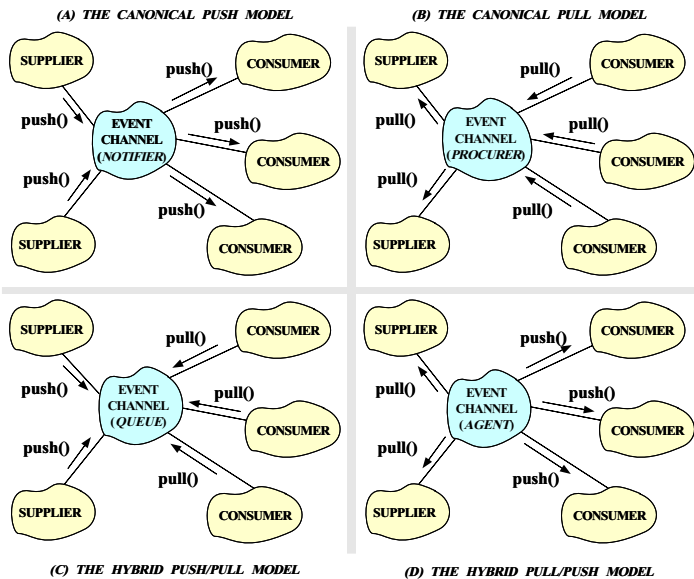 (A) THE CANONICAL PUSH MODEL
SUPPLIER
push()
CONSUMER
push()
EVENT
CHANNEL
(NOTIFIER)
push()
CONSUMER
push()
push()
SUPPLIER
CONSUMER
(B) THE CANONICAL PULL MODEL
SUPPLIER
pull()
CONSUMER
pull()
EVENT
CHANNEL
(PROCURER)
pull()
CONSUMER
pull()
pull()
SUPPLIER
CONSUMER
SUPPLIER
pull()
CONSUMER
push()
EVENT
CHANNEL
(QUEUE)
pull()
CONSUMER
push()
pull()
SUPPLIER
CONSUMER
(C) THE HYBRID PUSH/PULL MODEL
SUPPLIER
push()
CONSUMER
pull()
EVENT
CHANNEL
(AGENT)
push()
CONSUMER
pull()
push()
SUPPLIER
CONSUMER
(D) THE HYBRID PULL/PUSH MODEL